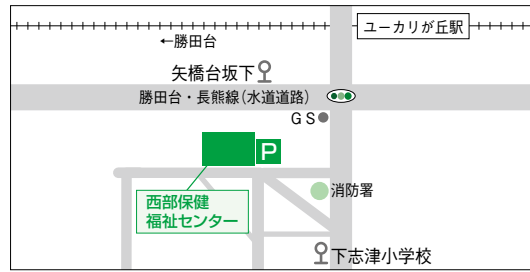 ユーカリが丘駅
←勝田台
矢橋台坂下
勝田台・長熊線(水道道路)
GS
P
西部保健
福祉センター
消防署
下志津小学校